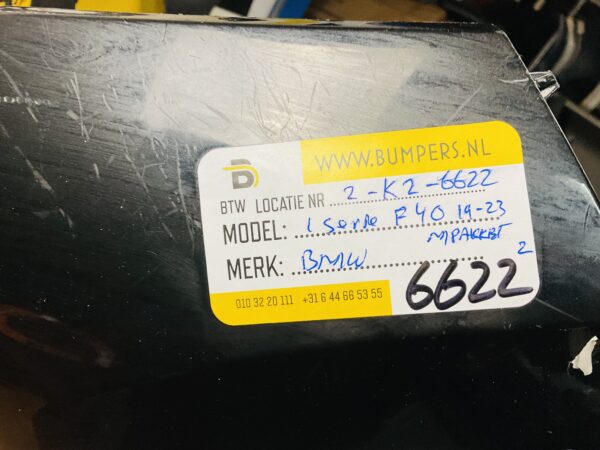 B WWW.BUMPERS.NL
BTW LOCATIE NR 2-K2-6622
MODEL: 1 Serie F40 19-23
MPAKKET
MERK: BMW
2
010 32 20 111 +31 6 44 66 53 55 6622